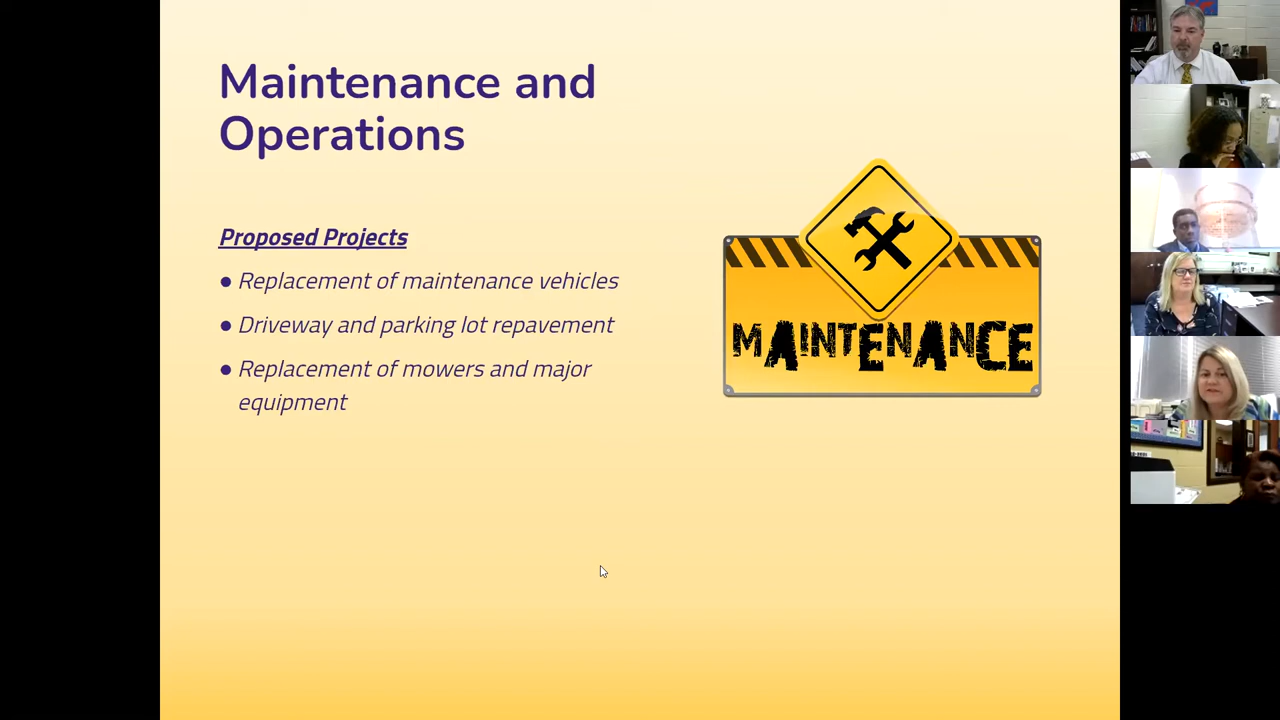 Maintenance and
Operations
Proposed Projects
● Replacement of maintenance vehicles
● Driveway and parking lot repavement
● Replacement of mowers and major
equipment
MAINTENANCE